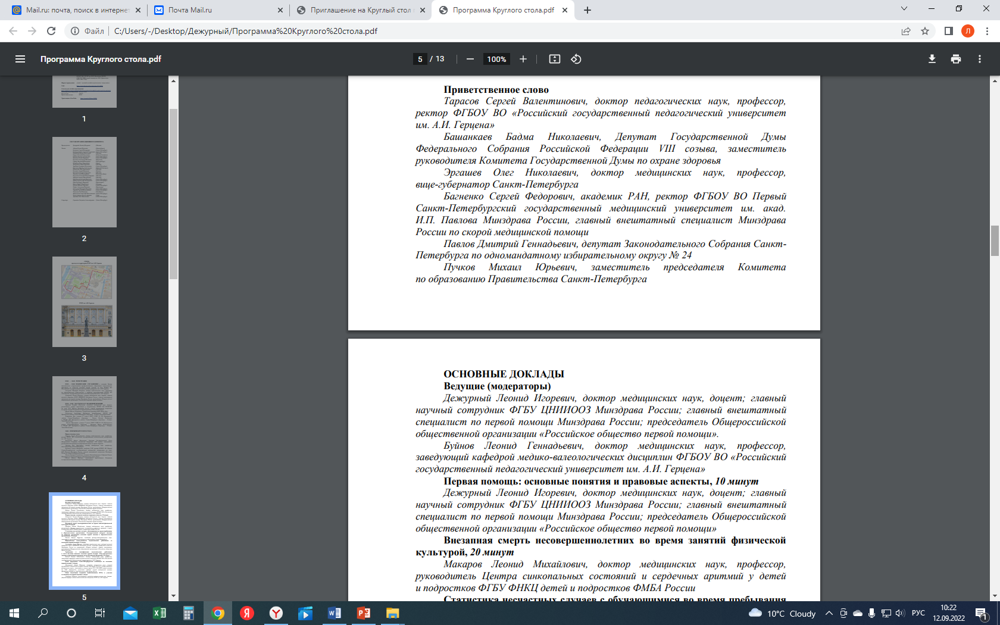 Mail.ru: почта, поиск в интернет
Почта Mail.ru
Приглашение на Круглый стол
Программа Круглого стола.pdf
Файл
C:/Users/-/Desktop/Дежурный/Программа%20Круглого%20стола.pdf
Л
Программа Круглого стола.pdf
5 / 13
100%
1
2
3
4
5
Приветственное слово
Тарасов Сергей Валентинович, доктор педагогических наук, профессор,
ректор ФГБОУ ВО «Российский государственный педагогический университет
им. А.И. Герцена»
Башанкаев Бадма Николаевич, Депутат Государственной Думы
Федерального Собрания Российской Федерации VIII созыва, заместитель
руководителя Комитета Государственной Думы по охране здоровья
Эргашев Олег Николаевич, доктор медицинских наук, профессор,
вице-губернатор Санкт-Петербурга
Багненко Сергей Федорович, академик РАН, ректор ФГБОУ ВО Первый
Санкт-Петербургский государственный медицинский университет им. акад.
И.П. Павлова Минздрава России, главный внештатный специалист Минздрава
России по скорой медицинской помощи
Павлов Дмитрий Геннадьевич, депутат Законодательного Собрания Санкт-
Петербурга по одномандатному избирательному округу № 24
Пучков Михаил Юрьевич, заместитель председателя Комитета
по образованию Правительства Санкт-Петербурга
ОСНОВНЫЕ ДОКЛАДЫ
Ведущие (модераторы)
Дежурный Леонид Игоревич, доктор медицинских наук, доцент; главный
научный сотрудник ФГБУ ЦНИИОИЗ Минздрава России; главный внештатный
специалист по первой помощи Минздрава России; председатель Общероссийской
общественной организации «Российское общество первой помощи».
Буйнов Леонид Геннадьевич, доктор медицинских наук, профессор,
заведующий кафедрой медико-валеологических дисциплин ФГБОУ ВО «Российский
государственный педагогический университет им. А.И. Герцена»
Первая помощь: основные понятия и правовые аспекты, 10 минут
Дежурный Леонид Игоревич, доктор медицинских наук, доцент; главный
научный сотрудник ФГБУ ЦНИИОИЗ Минздрава России; главный внештатный
специалист по первой помощи Минздрава России; председатель Общероссийской
общественной организации «Российское общество первой помощи»
Внезапная смерть несовершеннолетних во время занятий физической
культурой, 20 минут
Макаров Леонид Михайлович, доктор медицинских наук, профессор,
руководитель Центра синкопальных состояний и сердечных аритмий у детей
и подростков ФГБУ ФНКЦ детей и подростков ФМБА России
Статистика несчастных случаев с обучающимися во время пребывания
10°C Cloudy
РУС
10:22
12.09.2022
1